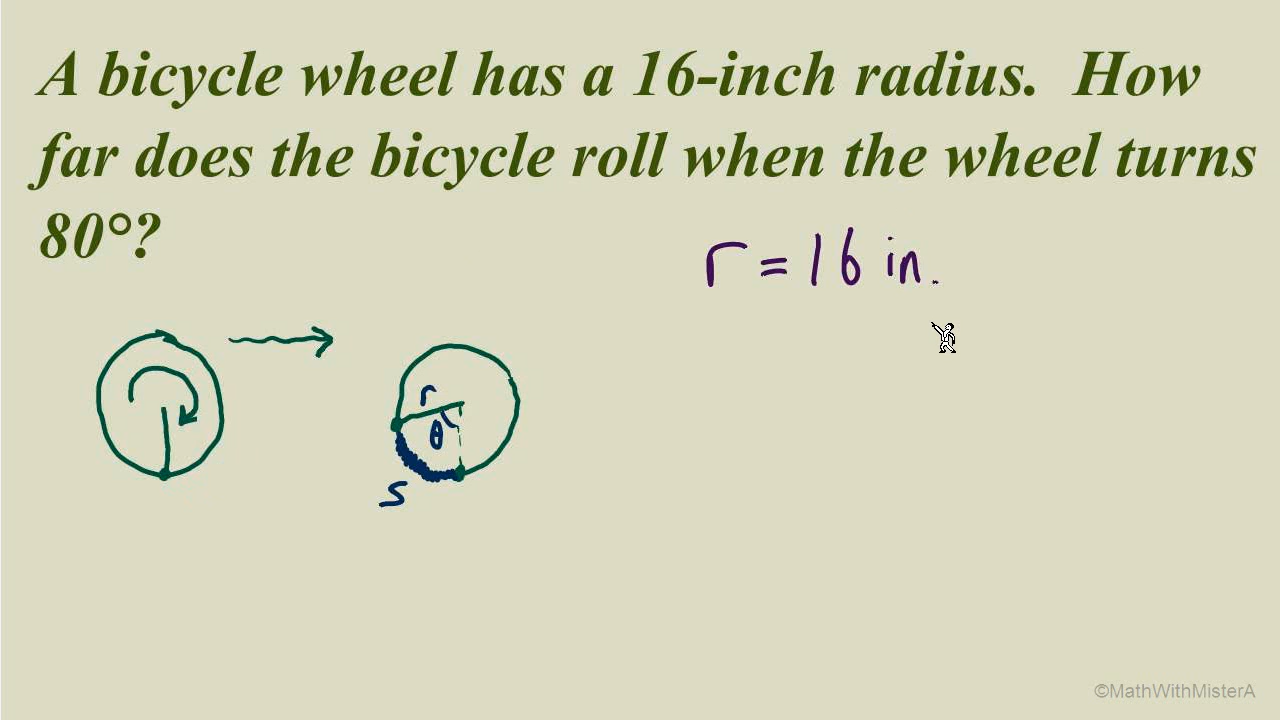 A bicycle wheel has a 16-inch radius. How
far does the bicycle roll when the wheel turns
80°?
r = 16 in.
r
θ
s
©MathWithMisterA